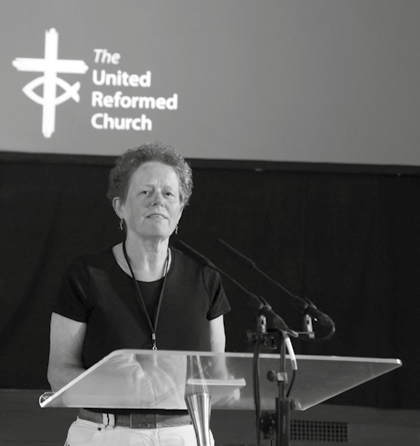 The
United
Reformed
Church